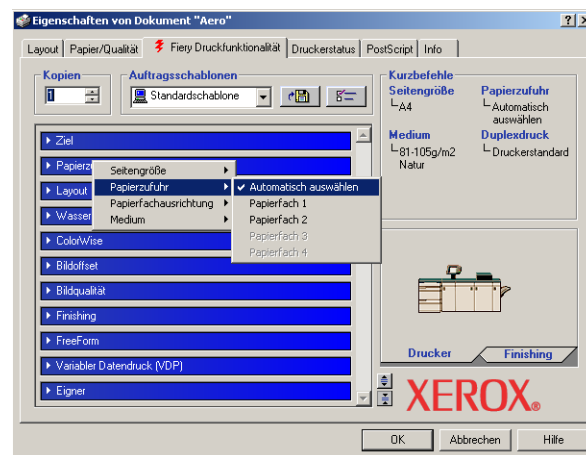 Eigenschaften von Dokument "Aero"
Layout Papier/Qualität Fiery Druckfunktionalität Druckerstatus PostScript Info
Kopien
1
Auftragsschablonen
Standardschablone
Ziel
Papierzu
Layout
Wasser
ColorWise
Bildoffset
Bildqualität
Finishing
FreeForm
Variabler Datendruck (VDP)
Eigner
Seitengröße
Papierzufuhr
Papierfachausrichtung
Medium
Automatisch auswählen
Papierfach 1
Papierfach 2
Papierfach 3
Papierfach 4
Kurzbefehle
Seitengröße
A4
Papierzufuhr
Automatisch
auswählen
Medium
81-105g/m2
Natur
Duplexdruck
Druckerstandard
Drucker Finishing
XEROX®
OK Abbrechen Hilfe